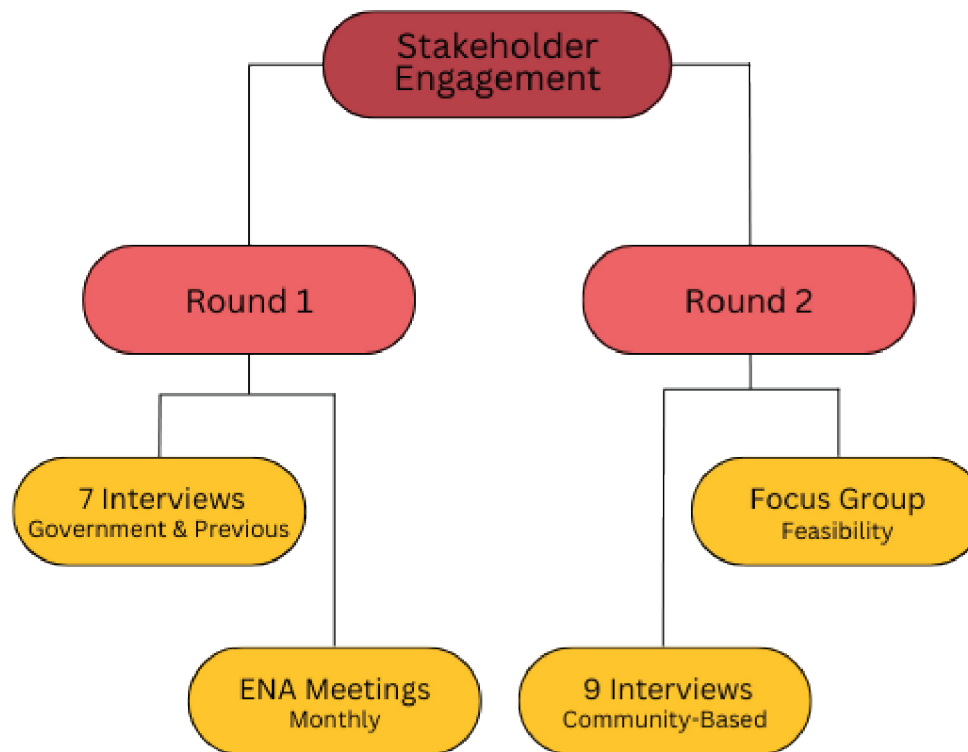 Stakeholder
Engagement
Round 1
Round 2
7 Interviews
Government & Previous
Focus Group
Feasibility
ENA Meetings
Monthly
9 Interviews
Community-Based